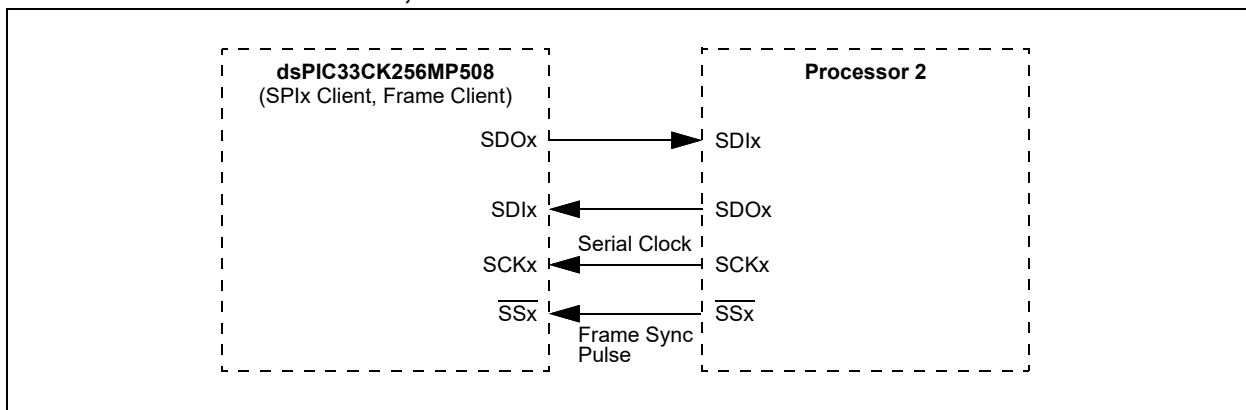 dsPIC33CK256MP508
(SPIx Client, Frame Client)
Processor 2
SDOx
SDIx
SDIx
SDOx
Serial Clock
SCKx
SCKx
SSx
SSx
Frame Sync
Pulse